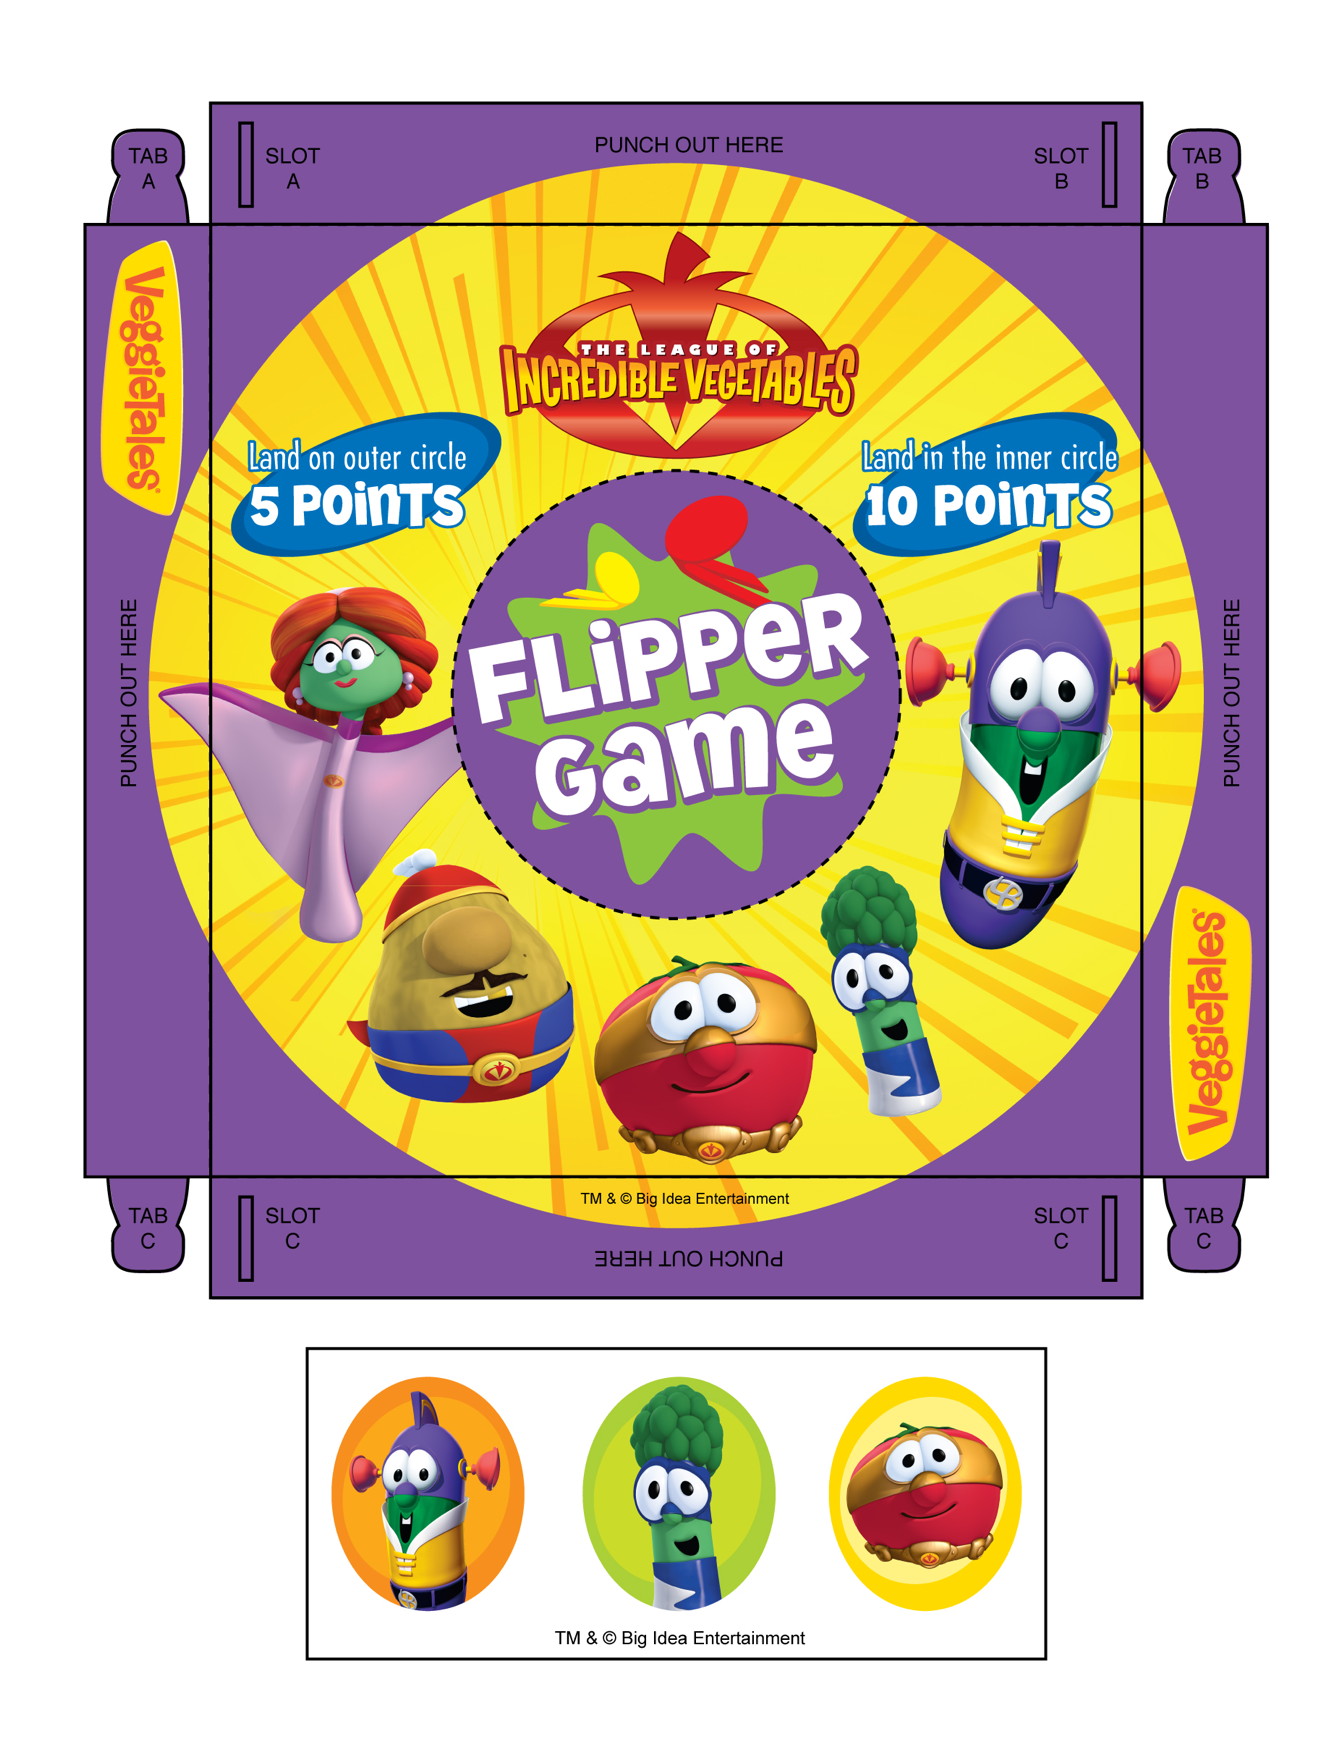 PUNCH OUT HERE
TAB
A
SLOT
A
SLOT
B
TAB
B
VeggieTales
THE LEAGUE OF
INCREDIBLE VEGETABLES
Land on outer circle
5 POiNTS
Land in the inner circle
10 POiNTS
FLiPPeR
Game
PUNCH OUT HERE
PUNCH OUT HERE
VeggieTales
TM & © Big Idea Entertainment
TAB
C
SLOT
C
SLOT
C
TAB
C
PUNCH OUT HERE
TM & © Big Idea Entertainment